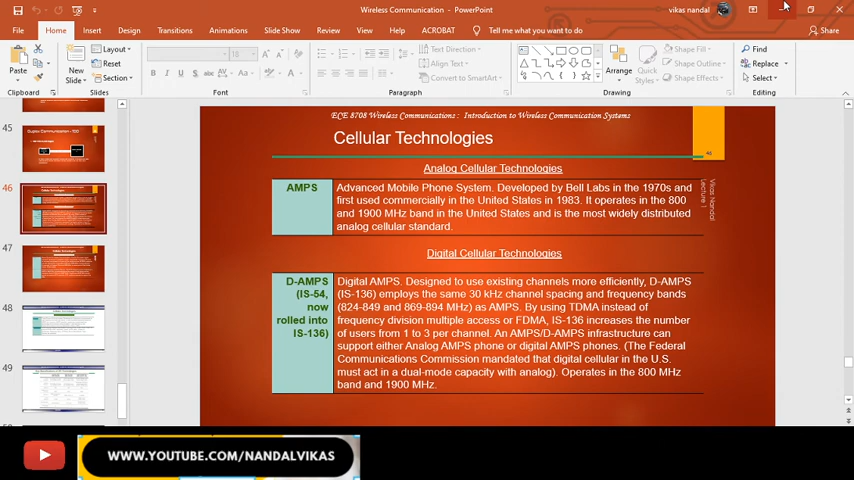 Wireless Communication - PowerPoint
vikas nandal
File
Home
Insert
Design
Transitions
Animations
Slide Show
Review
View
ACROBAT
Tell me what you want to do
Share
Paste
New
Slide
Layout
Reset
Section
18
B I U S abc
Aa
A
Text Direction
Align Text
Convert to SmartArt
Arrange
Quick
Styles
Shape Fill
Shape Outline
Shape Effects
Find
Replace
Select
Clipboard
Slides
Font
Paragraph
Drawing
Editing
45
46
47
48
49
ECE 8708 Wireless Communications : Introduction to Wireless Communication Systems
Cellular Technologies
46
Vikas Nandal
Lecture 1
Analog Cellular Technologies
AMPS
Advanced Mobile Phone System. Developed by Bell Labs in the 1970s and
first used commercially in the United States in 1983. It operates in the 800
and 1900 MHz band in the United States and is the most widely distributed
analog cellular standard.
Digital Cellular Technologies
D-AMPS
(IS-54,
now
rolled into
IS-136)
Digital AMPS. Designed to use existing channels more efficiently, D-AMPS
(IS-136) employs the same 30 kHz channel spacing and frequency bands
(824-849 and 869-894 MHz) as AMPS. By using TDMA instead of
frequency division multiple access or FDMA, IS-136 increases the number
of users from 1 to 3 per channel. An AMPS/D-AMPS infrastructure can
support either Analog AMPS phone or digital AMPS phones. (The Federal
Communications Commission mandated that digital cellular in the U.S.
must act in a dual-mode capacity with analog). Operates in the 800 MHz
band and 1900 MHz.
WWW.YOUTUBE.COM/NANDALVIKAS